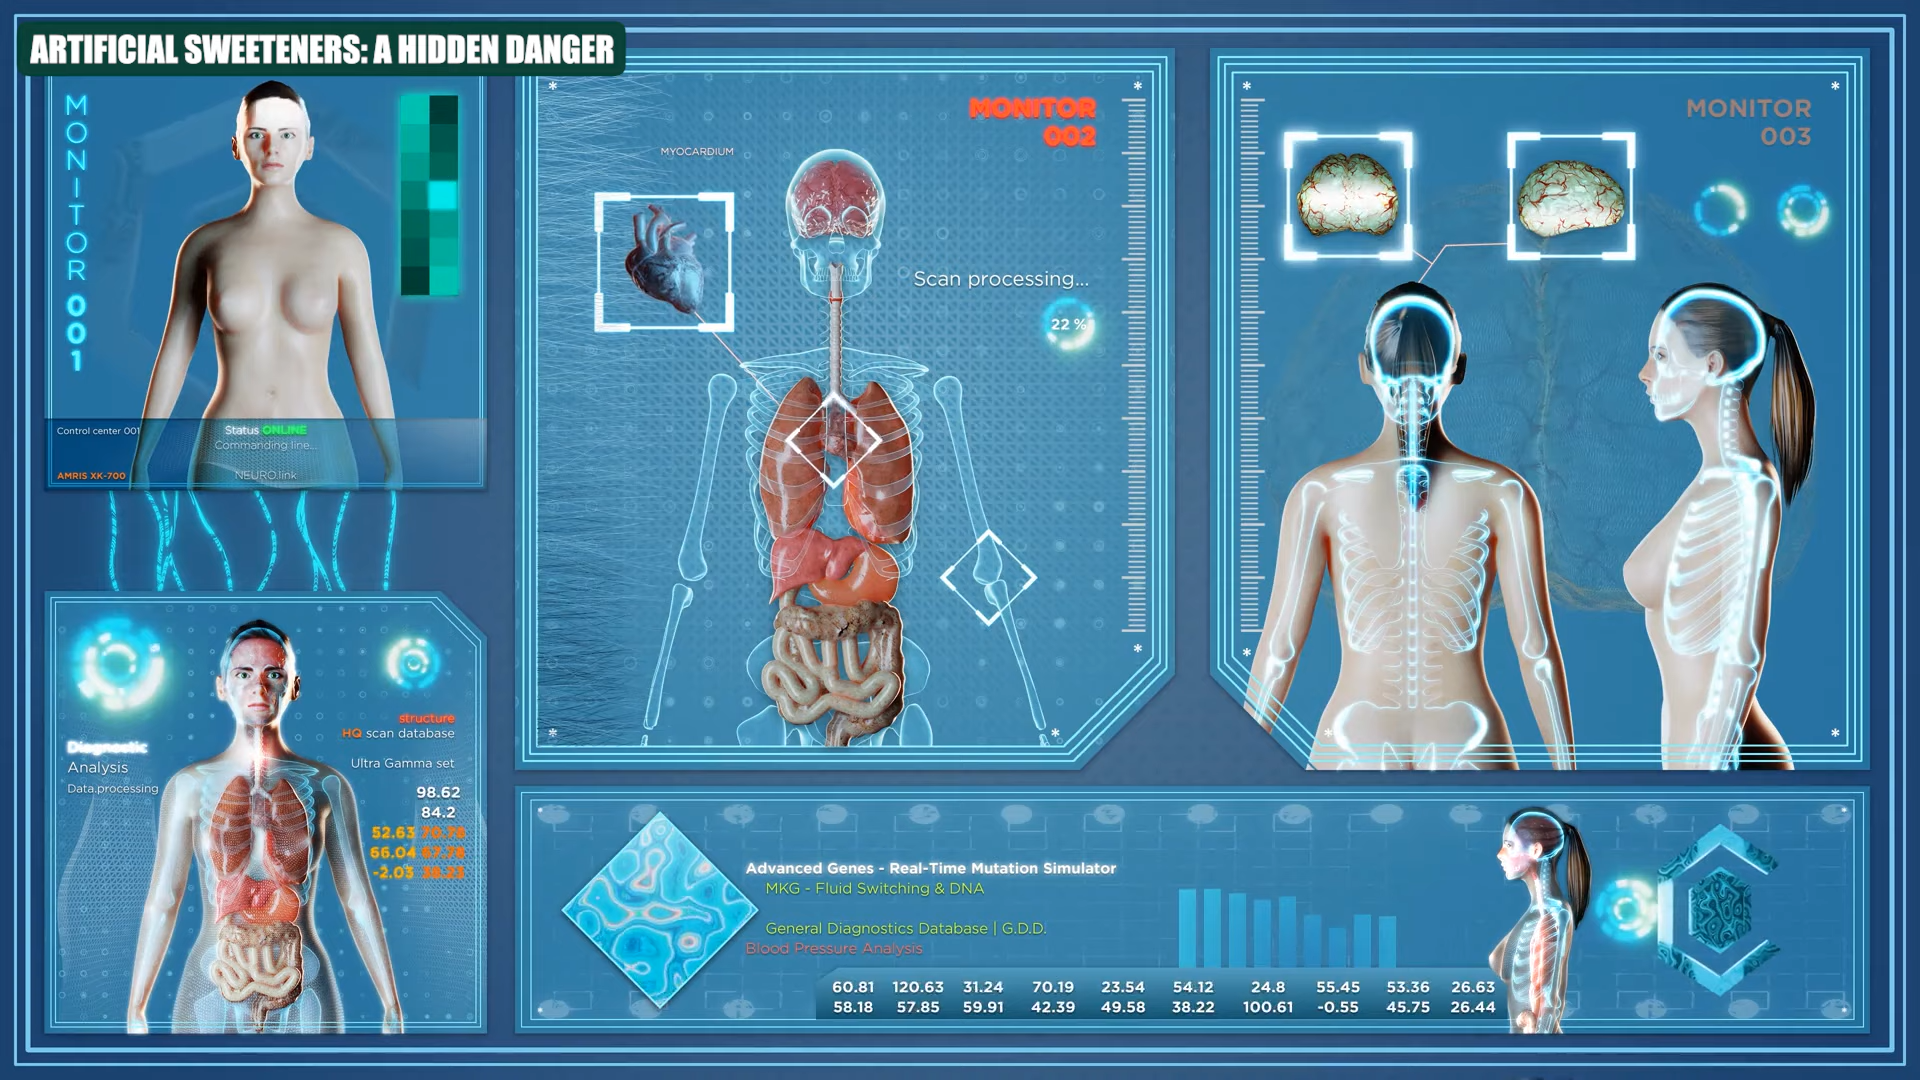 ARTIFICIAL SWEETENERS: A HIDDEN DANGER
MONITOR 001
Control center 001
Status ONLINE
Commanding line...
AMRIS XK-700
NEURO.link
MYOCARDIUM
MONITOR
002
Scan processing...
22 %
MONITOR
003
structure
HQ scan database
Ultra Gamma set
Diagnostic
Analysis
Data.processing
98.62
84.2
52.63 70.76
66.04
-2.03
Advanced Genes - Real-Time Mutation Simulator
MKG - Fluid Switching & DNA
General Diagnostics Database | G.D.D.
Blood Pressure Analysis
60.81 120.63 31.24 70.19 23.54 54.12 24.8 55.45 53.36 26.63
58.18 57.85 59.91 42.39 49.58 38.22 100.61 -0.55 45.75 26.44